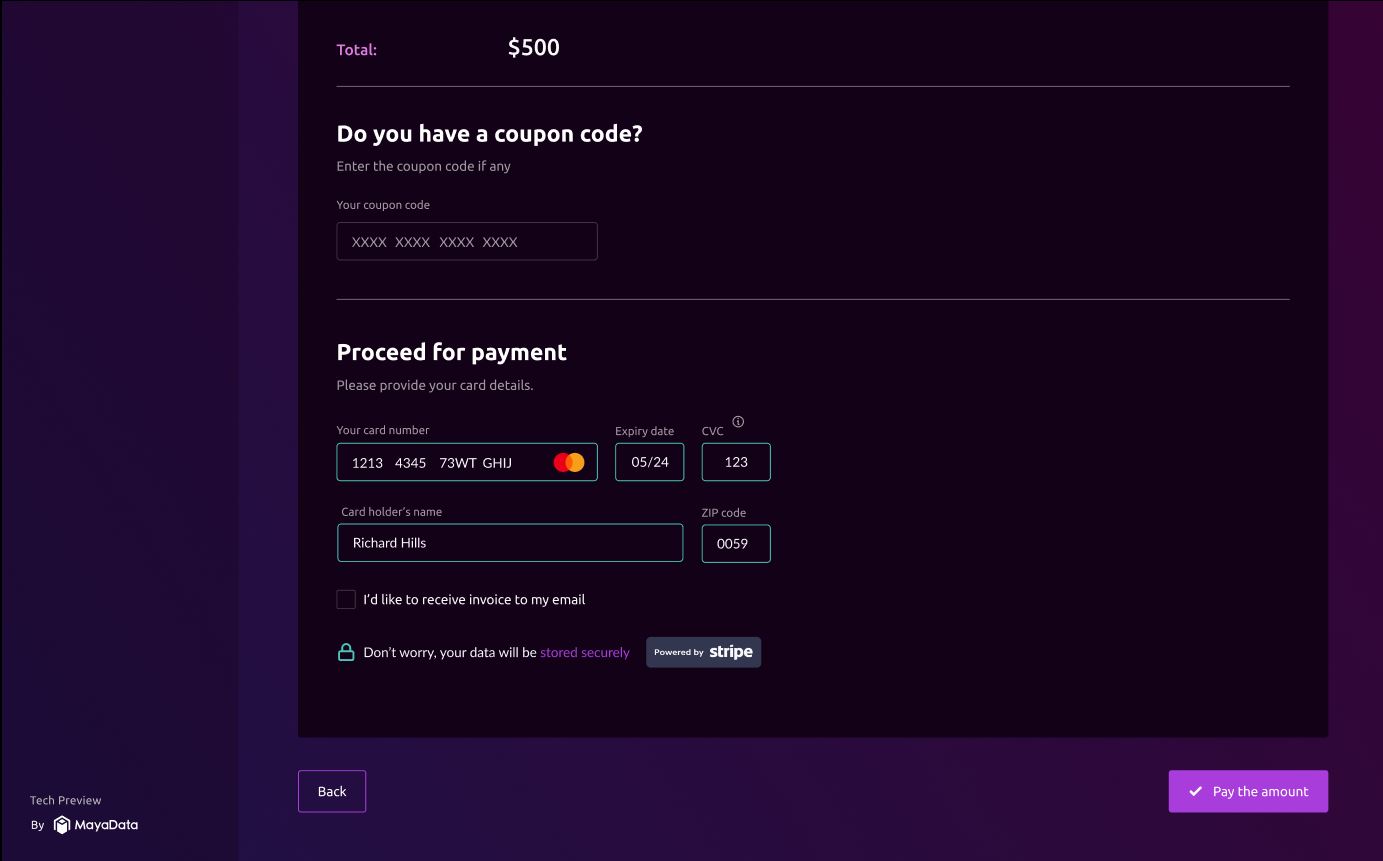 Total: $500
Do you have a coupon code?
Enter the coupon code if any
Your coupon code
XXXX XXXX XXXX XXXX
Proceed for payment
Please provide your card details.
Your card number Expiry date CVC
1213 4345 73WT GHIJ 05/24 123
Card holder's name ZIP code
Richard Hills 0059
I'd like to receive invoice to my email
Don't worry, your data will be stored securely Powered by stripe
Back Pay the amount
Tech Preview
By MayaData